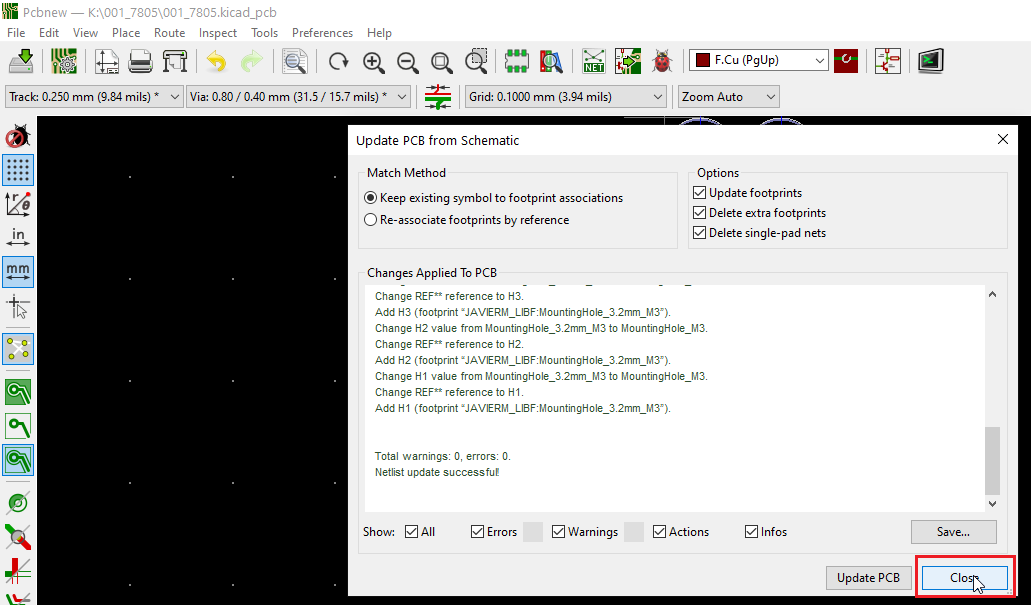 Pcbnew — K:\001_7805\001_7805.kicad_pcb
File Edit View Place Route Inspect Tools Preferences Help
NET
F.Cu (PgUp)
Track: 0.250 mm (9.84 mils) *
Via: 0.80 / 0.40 mm (31.5 / 15.7 mils) *
Grid: 0.1000 mm (3.94 mils)
Zoom Auto
in
mm
Update PCB from Schematic
Match Method
Keep existing symbol to footprint associations
Re-associate footprints by reference
Options
Update footprints
Delete extra footprints
Delete single-pad nets
Changes Applied To PCB
Change REF** reference to H3.
Add H3 (footprint “JAVIERM_LIBF:MountingHole_3.2mm_M3”).
Change H2 value from MountingHole_3.2mm_M3 to MountingHole_M3.
Change REF** reference to H2.
Add H2 (footprint “JAVIERM_LIBF:MountingHole_3.2mm_M3”).
Change H1 value from MountingHole_3.2mm_M3 to MountingHole_M3.
Change REF** reference to H1.
Add H1 (footprint “JAVIERM_LIBF:MountingHole_3.2mm_M3”).
Total warnings: 0, errors: 0.
Netlist update successful!
Show: All Errors Warnings Actions Infos
Save...
Update PCB
Close